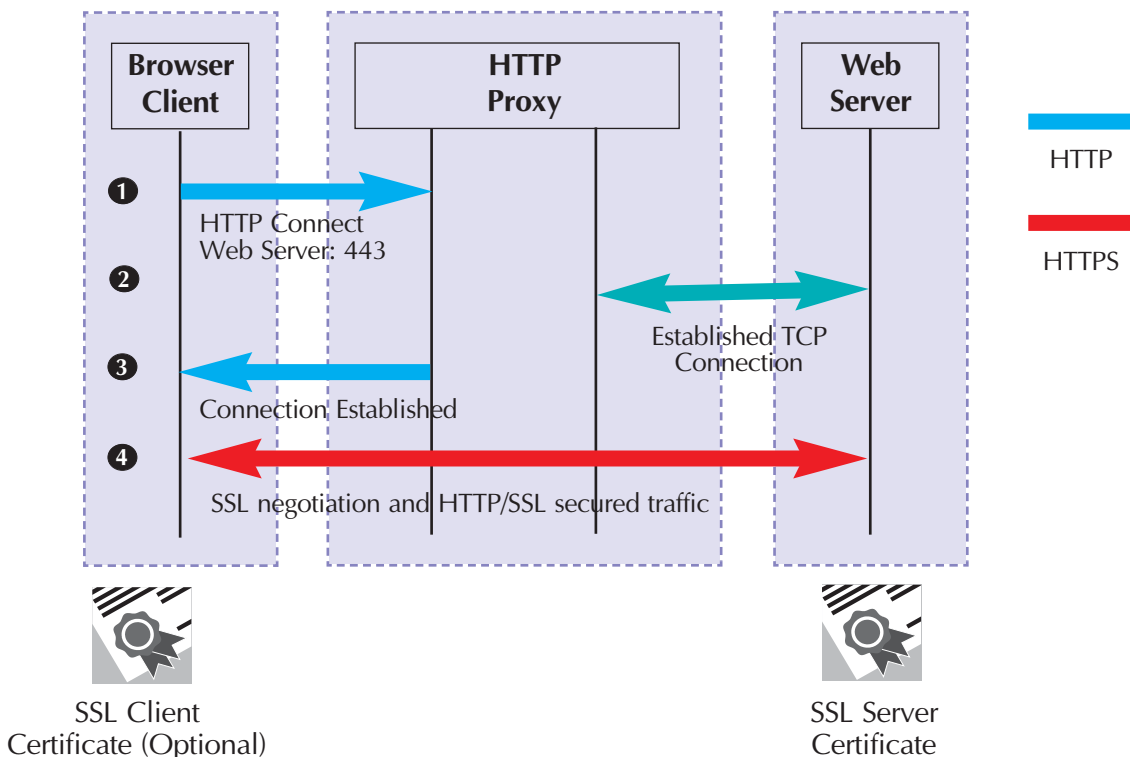 Browser
Client
HTTP
Proxy
Web
Server
HTTP
HTTPS
1
HTTP Connect
Web Server: 443
2
Established TCP
Connection
3
Connection Established
4
SSL negotiation and HTTP/SSL secured traffic
SSL Client
Certificate (Optional)
SSL Server
Certificate